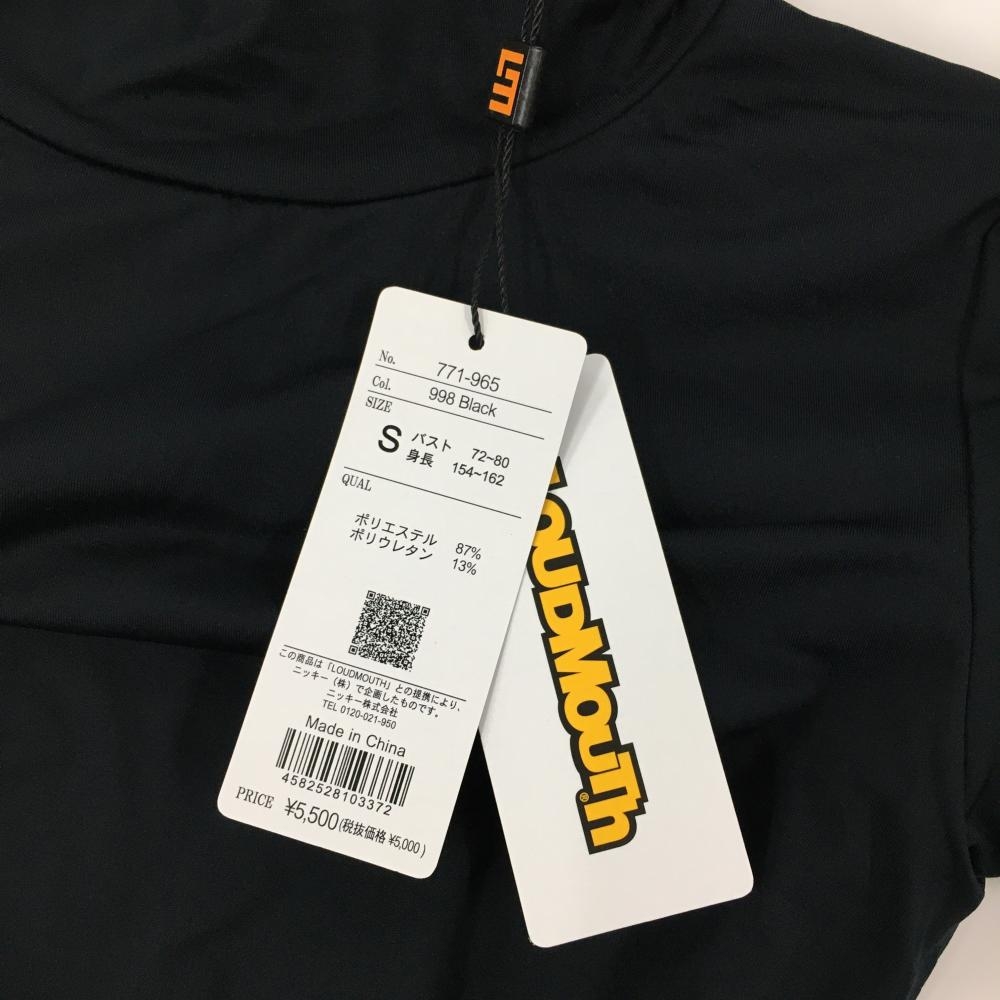 LM
No. 771-965
Col. 998 Black
SIZE
S バスト 72~80
身長 154~162
QUAL
ポリエステル 87%
ポリウレタン 13%
この商品は「LOUDMOUTH」との提携により、
ニッキー（株）で企画したものです。
ニッキー株式会社
TEL 0120-021-950
Made in China
4582528103372
PRICE ¥5,500(税抜価格 ¥5,000)
LOUDMOUTh®